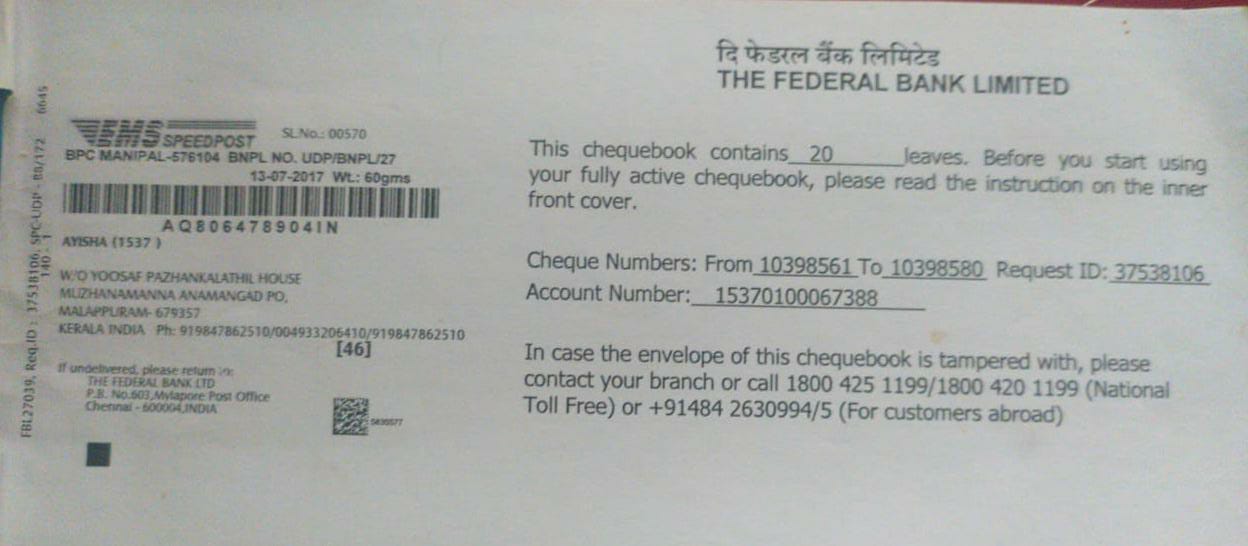 दि फेडरल बैंक लिमिटेड
THE FEDERAL BANK LIMITED
FBL27039, Req.ID : 37538106, SPC-UDP - BB/172 6645
140 - 1
EMS SPEEDPOST SL.No.: 00570
BPC MANIPAL-576104 BNPL NO. UDP/BNPL/27
13-07-2017 Wt.: 60gms
AQ806478904IN
AYISHA (1537 )
W/O YOOSAF PAZHANKALATHIL HOUSE
MUZHANAMANNA ANAMANGAD PO,
MALAPPURAM- 679357
KERALA INDIA Ph: 919847862510/004933206410/919847862510
[46]
If undelivered, please return to:
THE FEDERAL BANK LTD
P.B. No.603,Mylapore Post Office
Chennai - 600004,INDIA
This chequebook contains 20 leaves. Before you start using
your fully active chequebook, please read the instruction on the inner
front cover.
Cheque Numbers: From 10398561 To 10398580 Request ID: 37538106
Account Number: 15370100067388
In case the envelope of this chequebook is tampered with, please
contact your branch or call 1800 425 1199/1800 420 1199 (National
Toll Free) or +91484 2630994/5 (For customers abroad)